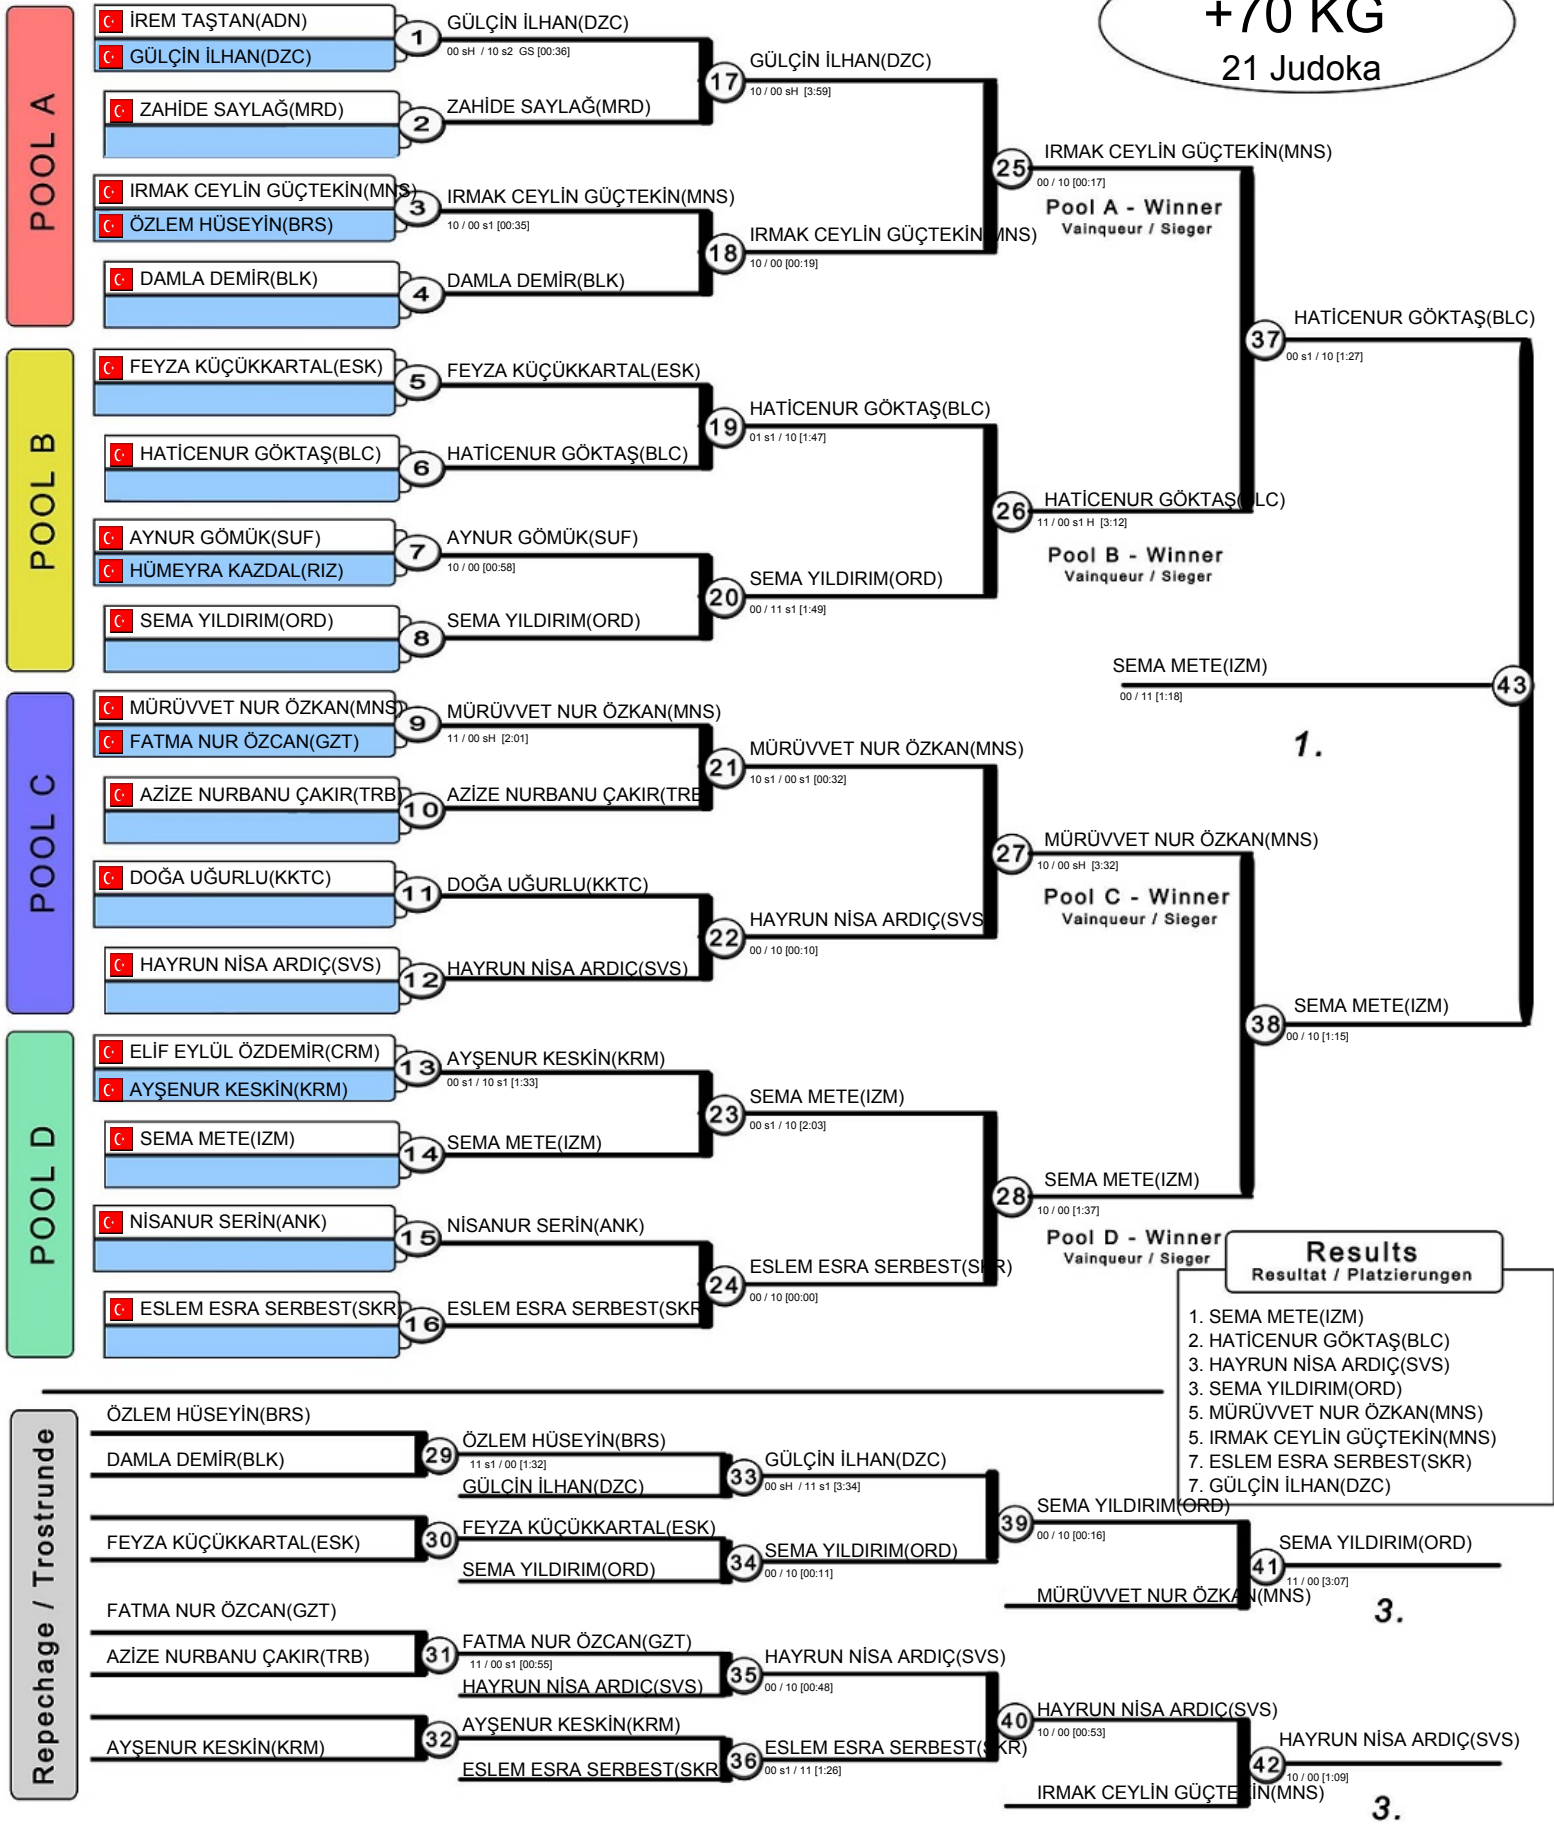 +70 KG
21 Judoka
POOL A
İREM TAŞTAN(ADN)
GÜLÇİN İLHAN(DZC)
1
GÜLÇİN İLHAN(DZC)
00 sH / 10 s2 GS [00:36]
ZAHİDE SAYLAĞ(MRD)
2
ZAHİDE SAYLAĞ(MRD)
17
GÜLÇİN İLHAN(DZC)
10 / 00 sH [3:59]
IRMAK CEYLİN GÜÇTEKİN(MNS)
ÖZLEM HÜSEYİN(BRS)
3
IRMAK CEYLİN GÜÇTEKİN(MNS)
10 / 00 s1 [00:35]
DAMLA DEMİR(BLK)
4
DAMLA DEMİR(BLK)
18
IRMAK CEYLİN GÜÇTEKİN(MNS)
10 / 00 [00:19]
25
IRMAK CEYLİN GÜÇTEKİN(MNS)
00 / 10 [00:17]
Pool A - Winner
Vainqueur / Sieger
POOL B
FEYZA KÜÇÜKKARTAL(ESK)
5
FEYZA KÜÇÜKKARTAL(ESK)
HATİCENUR GÖKTAŞ(BLC)
6
HATİCENUR GÖKTAŞ(BLC)
19
HATİCENUR GÖKTAŞ(BLC)
01 s1 / 10 [1:47]
AYNUR GÖMÜK(SUF)
HÜMEYRA KAZDAL(RIZ)
7
AYNUR GÖMÜK(SUF)
10 / 00 [00:58]
SEMA YILDIRIM(ORD)
8
SEMA YILDIRIM(ORD)
20
SEMA YILDIRIM(ORD)
00 / 11 s1 [1:49]
26
HATİCENUR GÖKTAŞ(BLC)
11 / 00 s1 H [3:12]
Pool B - Winner
Vainqueur / Sieger
37
HATİCENUR GÖKTAŞ(BLC)
00 s1 / 10 [1:27]
SEMA METE(IZM)
00 / 11 [1:18]
43
1.
POOL C
MÜRÜVVET NUR ÖZKAN(MNS)
FATMA NUR ÖZCAN(GZT)
9
MÜRÜVVET NUR ÖZKAN(MNS)
11 / 00 sH [2:01]
AZİZE NURBANU ÇAKIR(TRB)
10
AZİZE NURBANU ÇAKIR(TRB
21
MÜRÜVVET NUR ÖZKAN(MNS)
10 s1 / 00 s1 [00:32]
DOĞA UĞURLU(KKTC)
11
DOĞA UĞURLU(KKTC)
HAYRUN NİSA ARDIÇ(SVS)
12
HAYRUN NİSA ARDIÇ(SVS)
22
HAYRUN NİSA ARDIÇ(SVS
00 / 10 [00:10]
27
MÜRÜVVET NUR ÖZKAN(MNS)
10 / 00 sH [3:32]
Pool C - Winner
Vainqueur / Sieger
POOL D
ELİF EYLÜL ÖZDEMİR(CRM)
AYŞENUR KESKİN(KRM)
13
AYŞENUR KESKİN(KRM)
00 s1 / 10 s1 [1:33]
SEMA METE(IZM)
14
SEMA METE(IZM)
23
SEMA METE(IZM)
00 s1 / 10 [2:03]
NİSANUR SERİN(ANK)
15
NİSANUR SERİN(ANK)
ESLEM ESRA SERBEST(SKR)
16
ESLEM ESRA SERBEST(SKR
24
ESLEM ESRA SERBEST(SKR)
00 / 10 [00:00]
28
SEMA METE(IZM)
10 / 00 [1:37]
Pool D - Winner
Vainqueur / Sieger
38
SEMA METE(IZM)
00 / 10 [1:15]
Results
Resultat / Platzierungen
1. SEMA METE(IZM)
2. HATİCENUR GÖKTAŞ(BLC)
3. HAYRUN NİSA ARDIÇ(SVS)
3. SEMA YILDIRIM(ORD)
5. MÜRÜVVET NUR ÖZKAN(MNS)
5. IRMAK CEYLİN GÜÇTEKİN(MNS)
7. ESLEM ESRA SERBEST(SKR)
7. GÜLÇİN İLHAN(DZC)
Repechage / Trostrunde
ÖZLEM HÜSEYİN(BRS)
DAMLA DEMİR(BLK)
29
ÖZLEM HÜSEYİN(BRS)
11 s1 / 00 [1:32]
GÜLÇİN İLHAN(DZC)
33
GÜLÇİN İLHAN(DZC)
00 sH / 11 s1 [3:34]
FEYZA KÜÇÜKKARTAL(ESK)
30
FEYZA KÜÇÜKKARTAL(ESK)
SEMA YILDIRIM(ORD)
34
SEMA YILDIRIM(ORD)
00 / 10 [00:11]
39
SEMA YILDIRIM(ORD)
00 / 10 [00:16]
MÜRÜVVET NUR ÖZKAN(MNS)
41
SEMA YILDIRIM(ORD)
11 / 00 [3:07]
3.
FATMA NUR ÖZCAN(GZT)
AZİZE NURBANU ÇAKIR(TRB)
31
FATMA NUR ÖZCAN(GZT)
11 / 00 s1 [00:55]
HAYRUN NİSA ARDIÇ(SVS)
35
HAYRUN NİSA ARDIÇ(SVS)
00 / 10 [00:48]
AYŞENUR KESKİN(KRM)
32
AYŞENUR KESKİN(KRM)
ESLEM ESRA SERBEST(SKR
36
ESLEM ESRA SERBEST(SKR)
00 s1 / 11 [1:26]
40
HAYRUN NİSA ARDIÇ(SVS)
10 / 00 [00:53]
IRMAK CEYLİN GÜÇTEKİN(MNS)
42
HAYRUN NİSA ARDIÇ(SVS)
10 / 00 [1:09]
3.